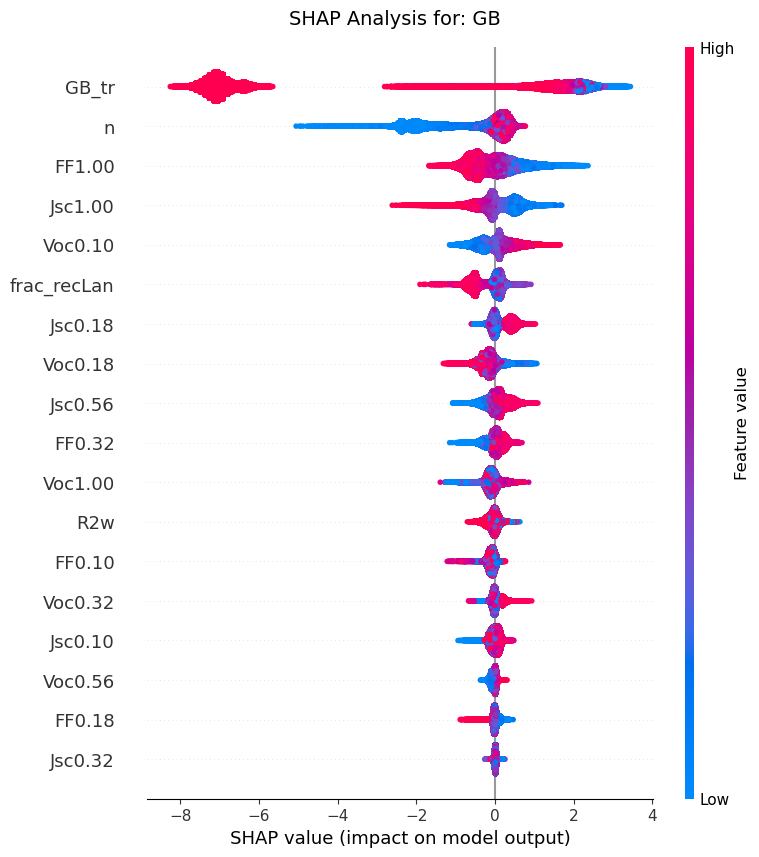 SHAP Analysis for: GB
High
GB_tr
n
FF1.00
Jsc1.00
Voc0.10
frac_recLan
Jsc0.18
Voc0.18
Jsc0.56
FF0.32
Voc1.00
R2w
FF0.10
Voc0.32
Jsc0.10
Voc0.56
FF0.18
Jsc0.32
Feature value
Low
−8 −6 −4 −2 0 2 4
SHAP value (impact on model output)